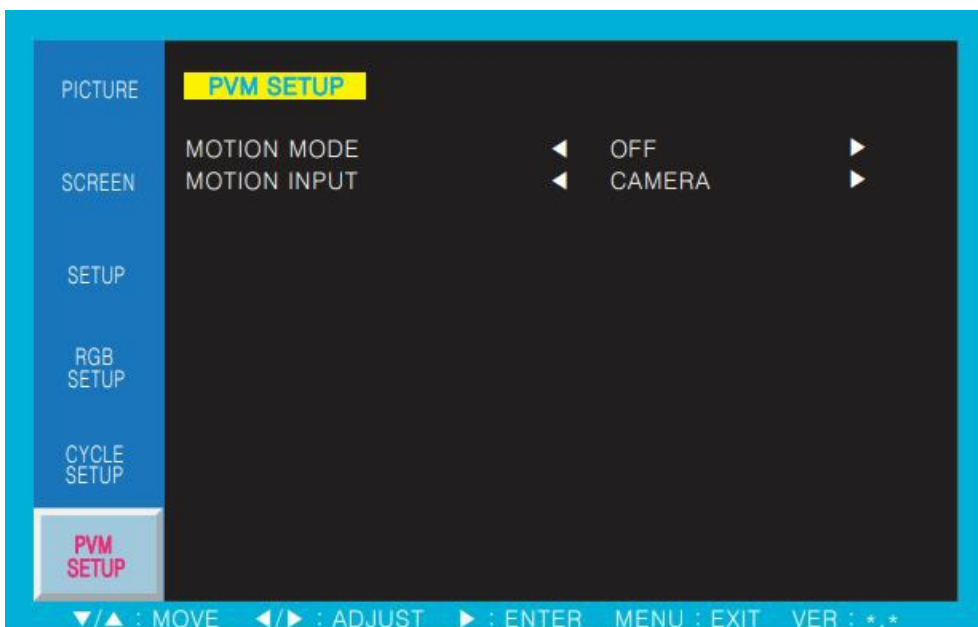 PICTURE
SCREEN
SETUP
RGB
SETUP
CYCLE
SETUP
PVM
SETUP
PVM SETUP
MOTION MODE ◀ OFF ▶
MOTION INPUT ◀ CAMERA ▶
▼/▲ : MOVE ◀/▶ : ADJUST ▶ : ENTER MENU : EXIT VER : *.*